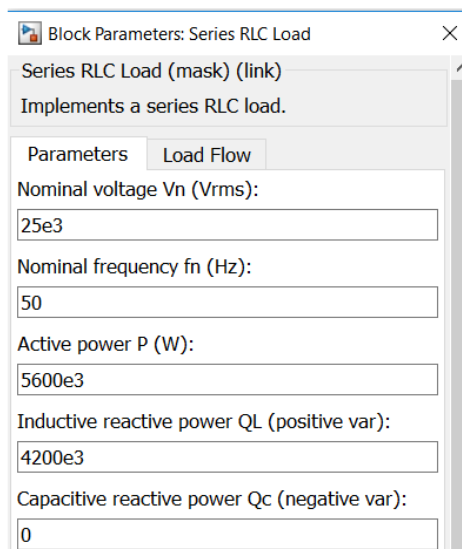 Block Parameters: Series RLC Load
Series RLC Load (mask) (link)
Implements a series RLC load.
Parameters Load Flow
Nominal voltage Vn (Vrms):
25e3
Nominal frequency fn (Hz):
50
Active power P (W):
5600e3
Inductive reactive power QL (positive var):
4200e3
Capacitive reactive power Qc (negative var):
0